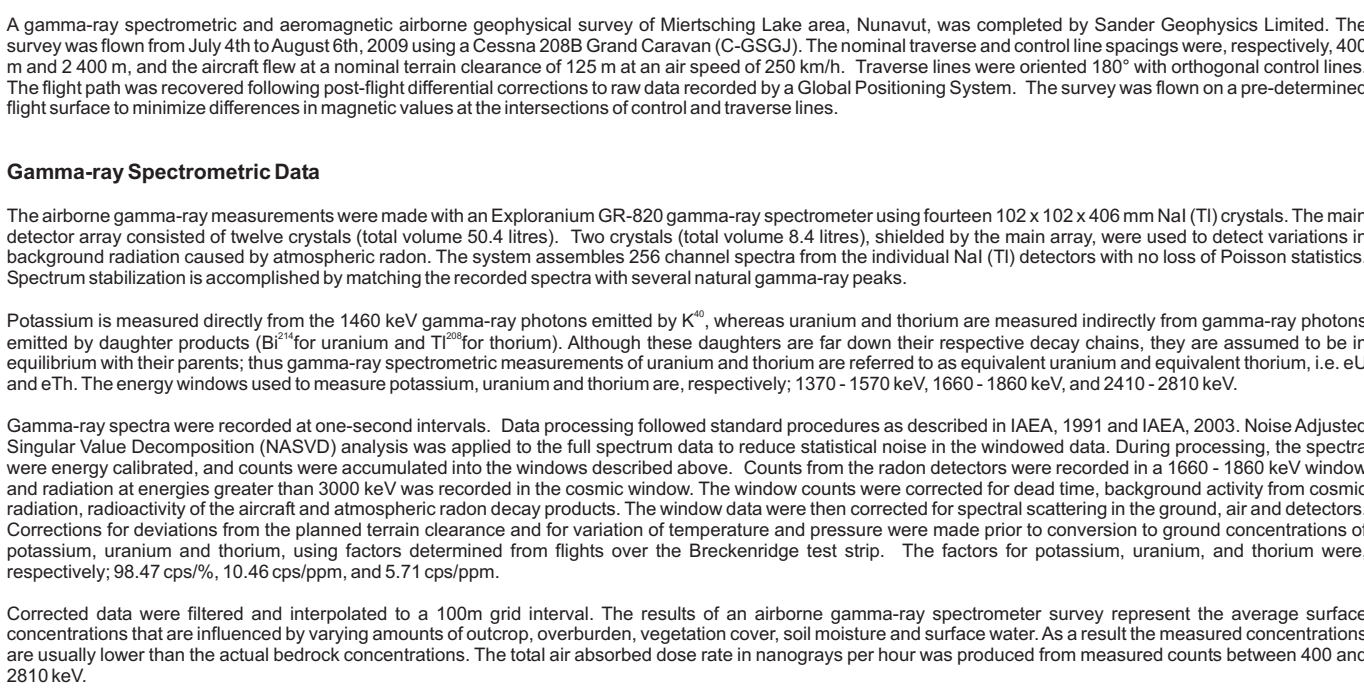 A gamma-ray spectrometric and aeromagnetic airborne geophysical survey of Miertsching Lake area, Nunavut, was completed by Sander Geophysics Limited. The
survey was flown from July 4th to August 6th, 2009 using a Cessna 208B Grand Caravan (C-GSGJ). The nominal traverse and control line spacings were, respectively, 400
m and 2 400 m, and the aircraft flew at a nominal terrain clearance of 125 m at an air speed of 250 km/h. Traverse lines were oriented 180° with orthogonal control lines.
The flight path was recovered following post-flight differential corrections to raw data recorded by a Global Positioning System. The survey was flown on a pre-determined
flight surface to minimize differences in magnetic values at the intersections of control and traverse lines.
Gamma-ray Spectrometric Data
The airborne gamma-ray measurements were made with an Exploranium GR-820 gamma-ray spectrometer using fourteen 102 x 102 x 406 mm NaI (Tl) crystals. The main
detector array consisted of twelve crystals (total volume 50.4 litres). Two crystals (total volume 8.4 litres), shielded by the main array, were used to detect variations in
background radiation caused by atmospheric radon. The system assembles 256 channel spectra from the individual NaI (Tl) detectors with no loss of Poisson statistics.
Spectrum stabilization is accomplished by matching the recorded spectra with several natural gamma-ray peaks.
Potassium is measured directly from the 1460 keV gamma-ray photons emitted by K⁴⁰, whereas uranium and thorium are measured indirectly from gamma-ray photons
emitted by daughter products (Bi²¹⁴for uranium and Tl²⁰⁸for thorium). Although these daughters are far down their respective decay chains, they are assumed to be in
equilibrium with their parents; thus gamma-ray spectrometric measurements of uranium and thorium are referred to as equivalent uranium and equivalent thorium, i.e. eU
and eTh. The energy windows used to measure potassium, uranium and thorium are, respectively; 1370 - 1570 keV, 1660 - 1860 keV, and 2410 - 2810 keV.
Gamma-ray spectra were recorded at one-second intervals. Data processing followed standard procedures as described in IAEA, 1991 and IAEA, 2003. Noise Adjusted
Singular Value Decomposition (NASVD) analysis was applied to the full spectrum data to reduce statistical noise in the windowed data. During processing, the spectra
were energy calibrated, and counts were accumulated into the windows described above. Counts from the radon detectors were recorded in a 1660 - 1860 keV window
and radiation at energies greater than 3000 keV was recorded in the cosmic window. The window counts were corrected for dead time, background activity from cosmic
radiation, radioactivity of the aircraft and atmospheric radon decay products. The window data were then corrected for spectral scattering in the ground, air and detectors.
Corrections for deviations from the planned terrain clearance and for variation of temperature and pressure were made prior to conversion to ground concentrations of
potassium, uranium and thorium, using factors determined from flights over the Breckenridge test strip. The factors for potassium, uranium, and thorium were,
respectively; 98.47 cps/%, 10.46 cps/ppm, and 5.71 cps/ppm.
Corrected data were filtered and interpolated to a 100m grid interval. The results of an airborne gamma-ray spectrometer survey represent the average surface
concentrations that are influenced by varying amounts of outcrop, overburden, vegetation cover, soil moisture and surface water. As a result the measured concentrations
are usually lower than the actual bedrock concentrations. The total air absorbed dose rate in nanograys per hour was produced from measured counts between 400 and
2810 keV.